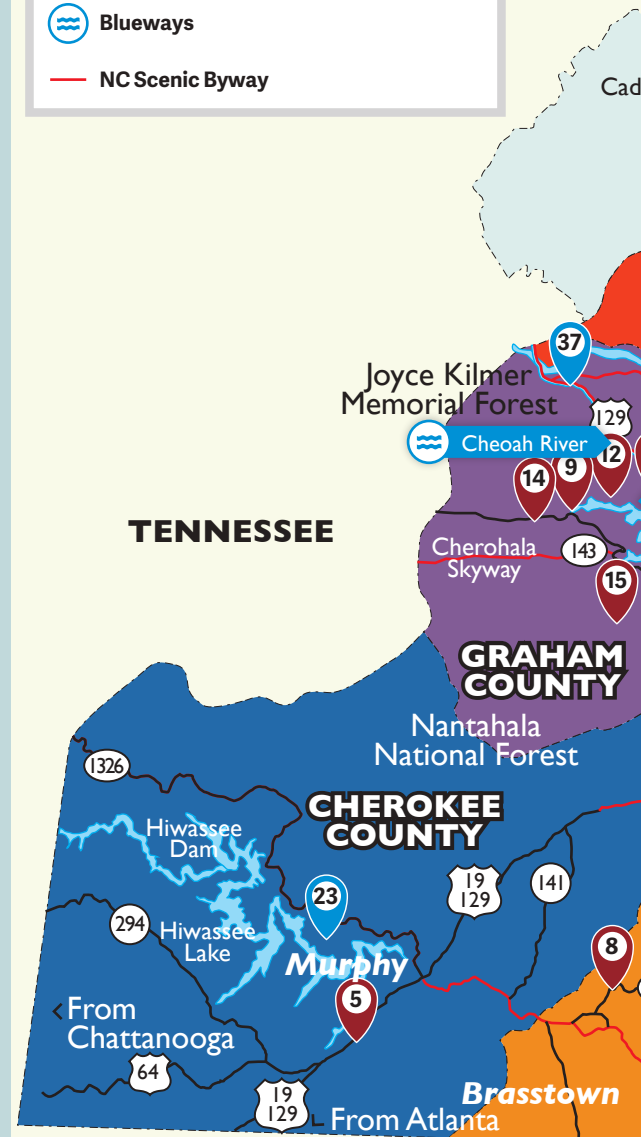 Blueways
NC Scenic Byway
Cad
37
Joyce Kilmer
Memorial Forest
129
Cheoah River
12
9
14
TENNESSEE
Cherohala
Skyway
143
15
GRAHAM
COUNTY
Nantahala
National Forest
1326
CHEROKEE
COUNTY
Hiwassee
Dam
19
129
141
23
294
Hiwassee
Lake
Murphy
8
5
From
Chattanooga
64
19
129
Brasstown
From Atlanta